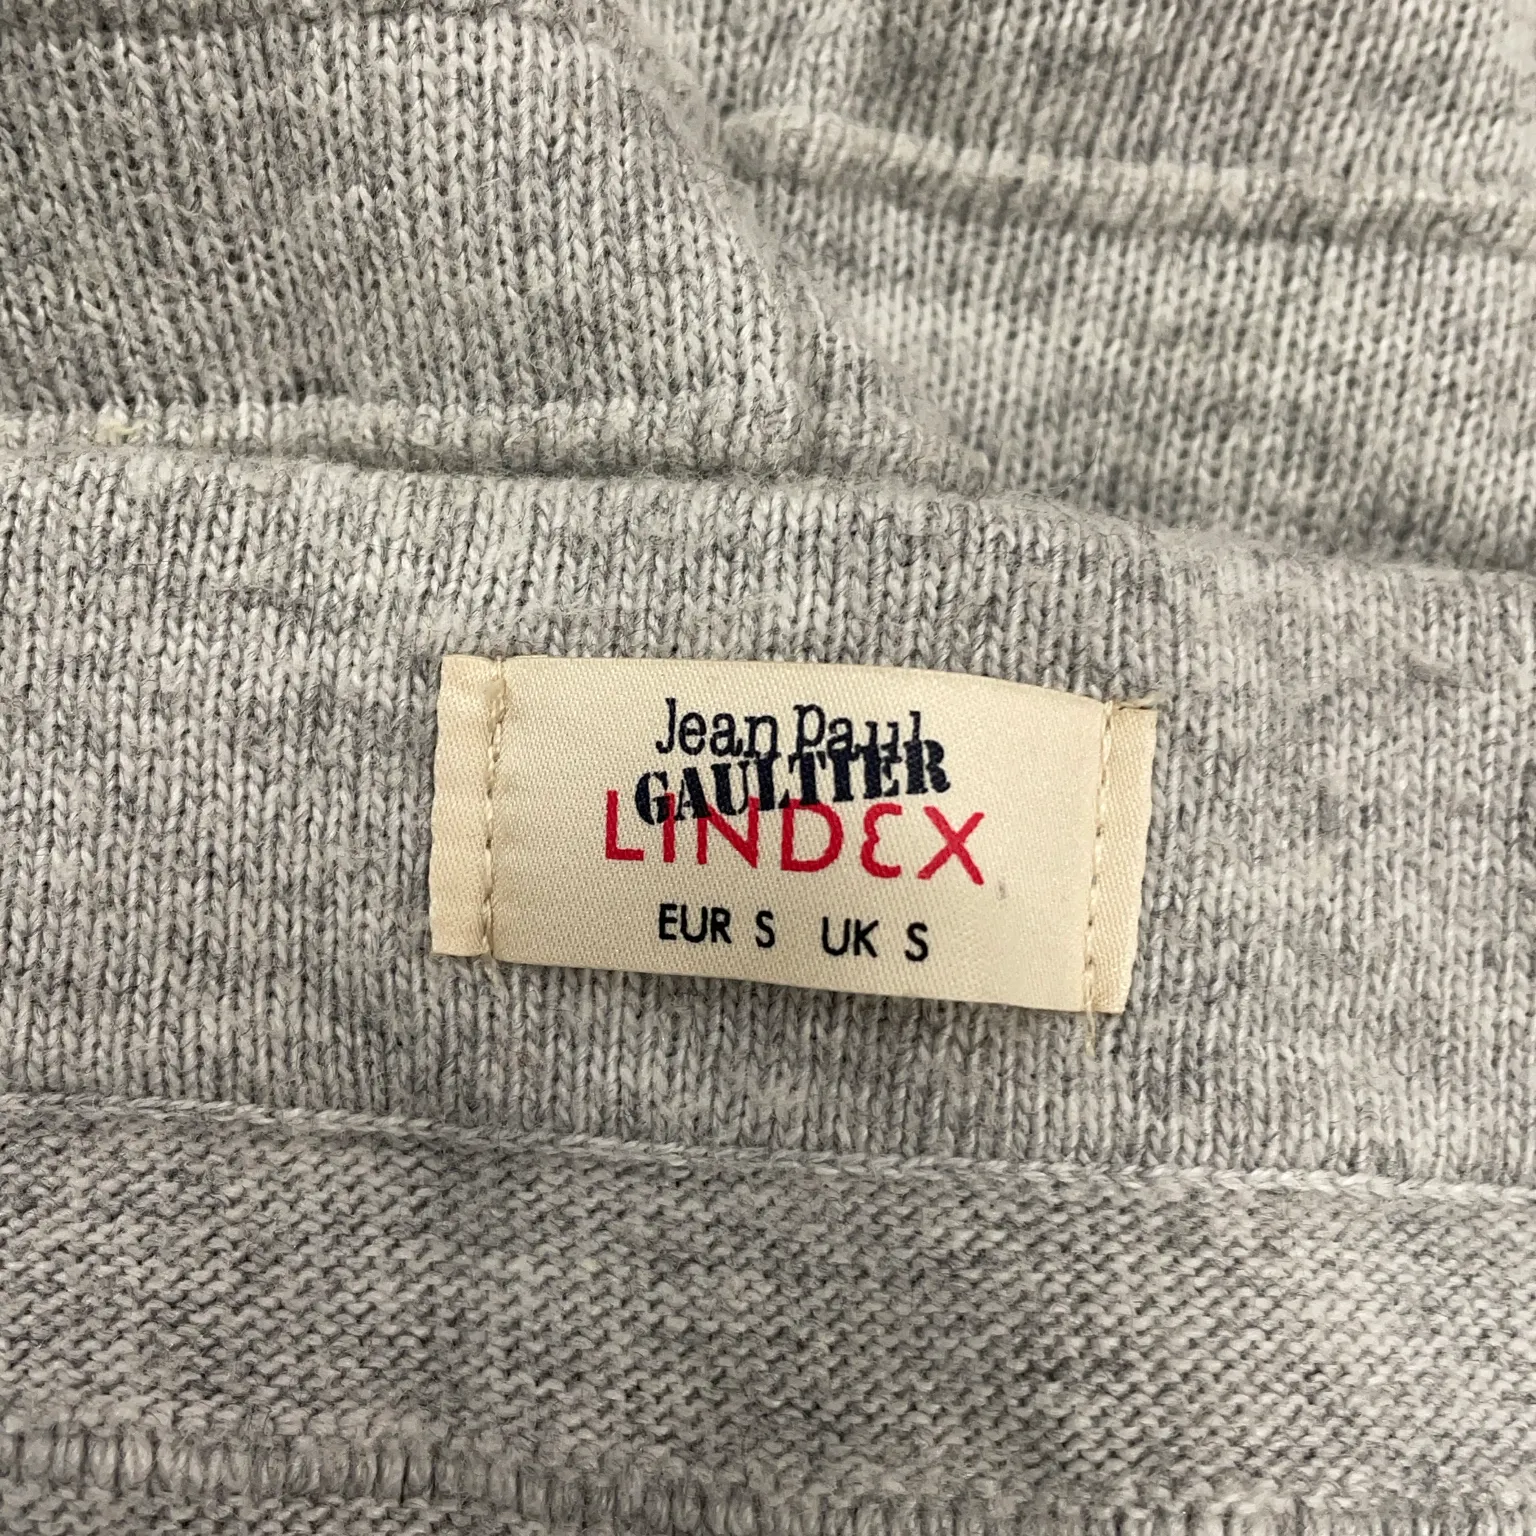 Jean Paul
GAULTIER
LINDEX
EUR S UK S